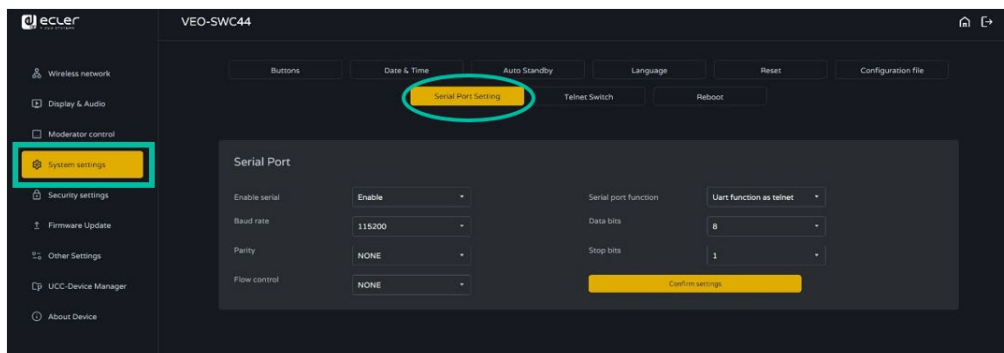 ecler
VEO-SWC44
Wireless network
Display & Audio
Moderator control
System settings
Security settings
Firmware Update
Other Settings
UCC-Device Manager
About Device
Buttons
Date & Time
Auto Standby
Language
Reset
Configuration file
Serial Port Setting
Telnet Switch
Reboot
Serial Port
Enable serial
Enable
Serial port function
Uart function as telnet
Baud rate
115200
Data bits
8
Parity
NONE
Stop bits
1
Flow control
NONE
Confirm settings